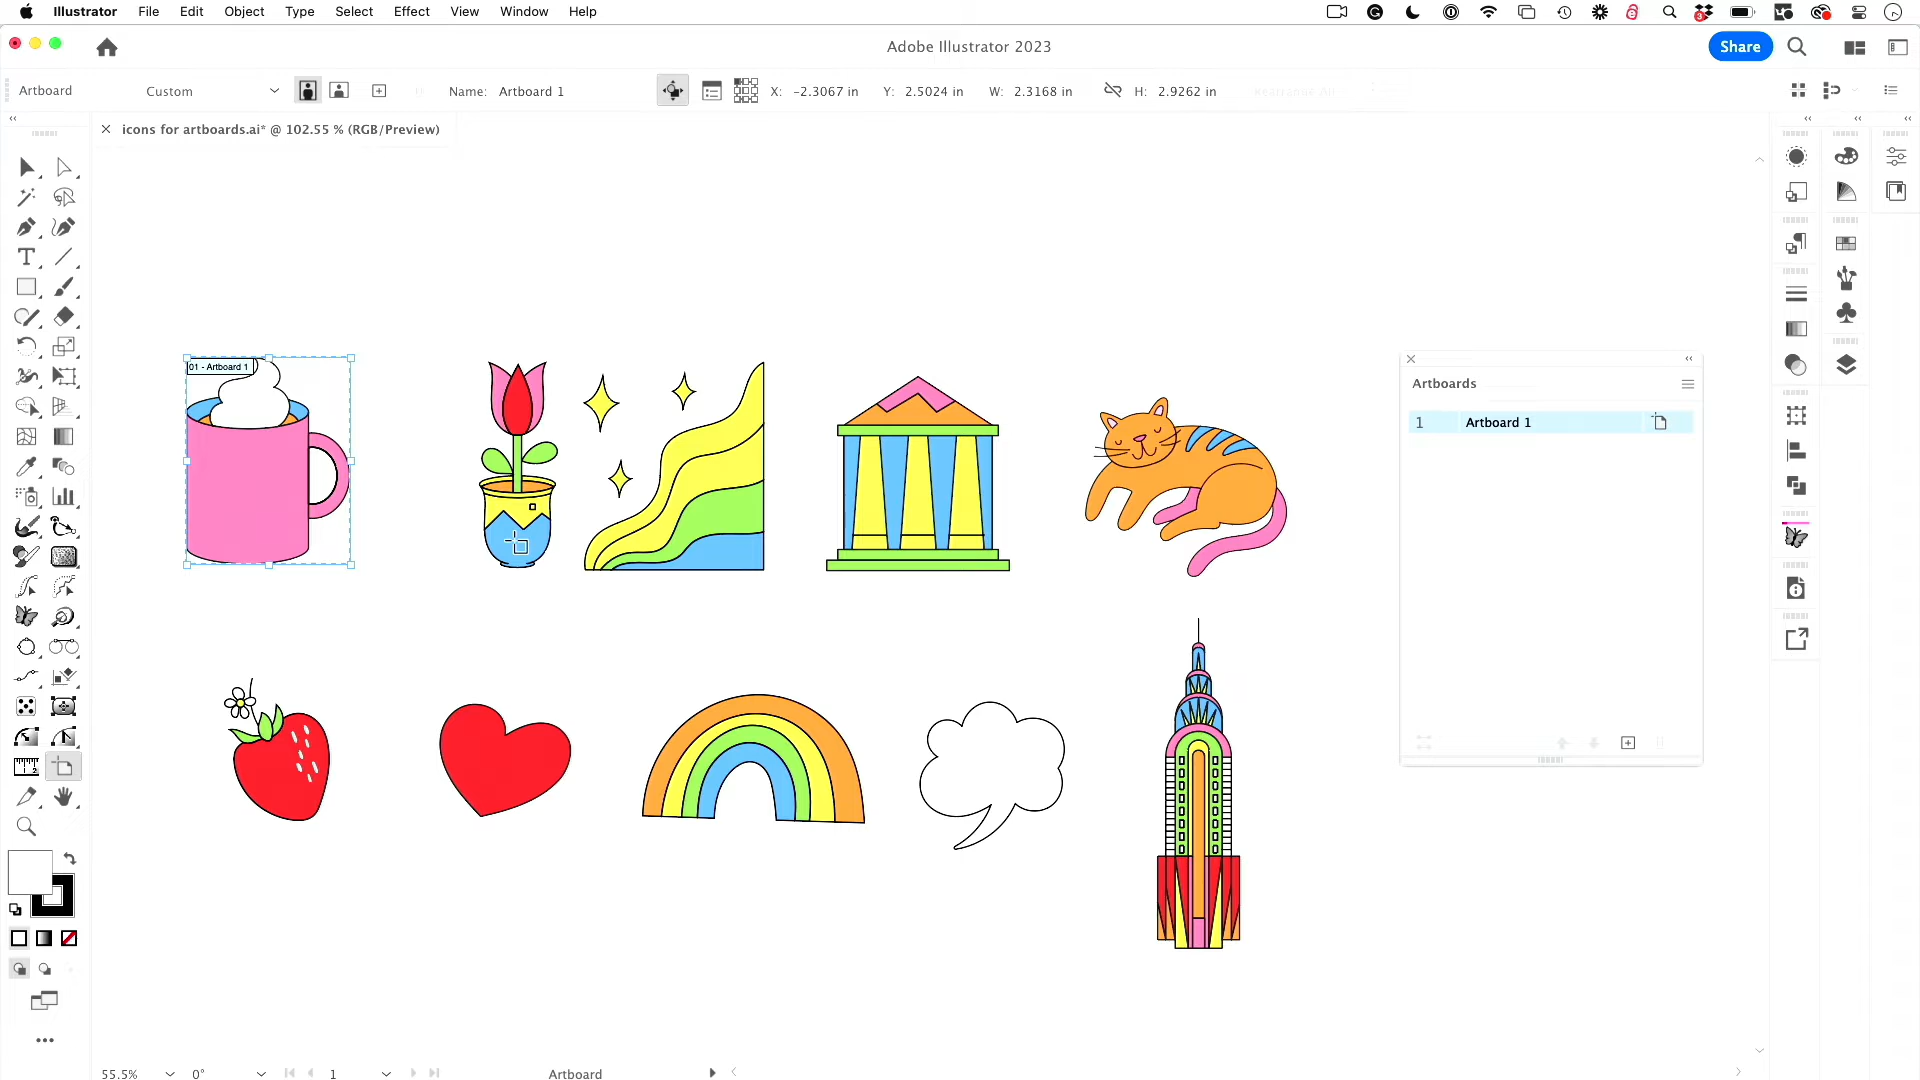 Illustrator File Edit Object Type Select Effect View Window Help
Adobe Illustrator 2023
Share
Artboard Custom Name: Artboard 1 X: -2.3067 in Y: 2.5024 in W: 2.3168 in H: 2.9262 in Rearrange All
icons for artboards.ai* @ 102.55 % (RGB/Preview)
01 - Artboard 1
Artboards
1 Artboard 1
55.5% 0° 1 Artboard